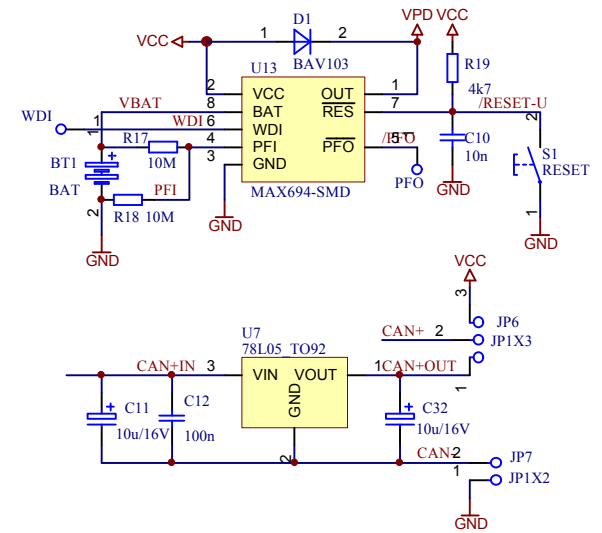 D1
VPD VCC
VCC
1
2
BAV103
U13
R19
4k7
2
VCC
OUT
1
VBAT
8
BAT
RES
7
/RESET-U
WDI
1
WDI 6
WDI
2
R17
10M
4
PFI
PFO
5
/PFO
C10
10n
S1
RESET
BT1
BAT
3
GND
PFI
MAX694-SMD
PFO
GND
2
R18 10M
GND
1
GND
GND
VCC
3
JP6
CAN+ 2
JP1X3
U7
78L05_TO92
CAN+IN 3
VIN VOUT
1
CAN+OUT
GND
1
C11
10u/16V
C12
100n
C32
10u/16V
2
CAN-
2
JP7
1
JP1X2
GND